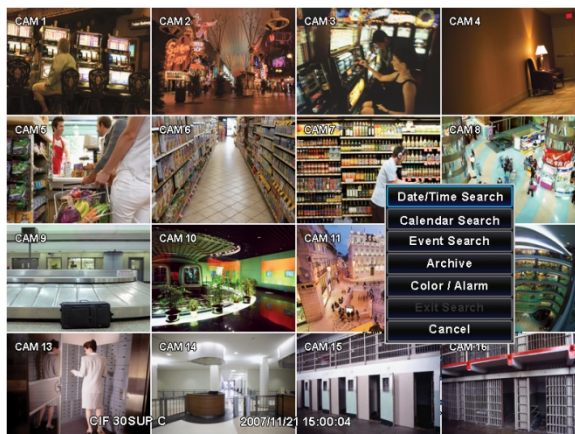 CAM 1
CAM 2
CAM 3
CAM 4
CAM 5
CAM 6
CAM 7
CAM 8
Date/Time Search
Calendar Search
Event Search
Archive
Color / Alarm
Exit Search
Cancel
CAM 9
CAM 10
CAM 11
CAM 13
CAM 14
CAM 15
CAM 16
CIF 30SUP C
2007/11/21 15:00:04